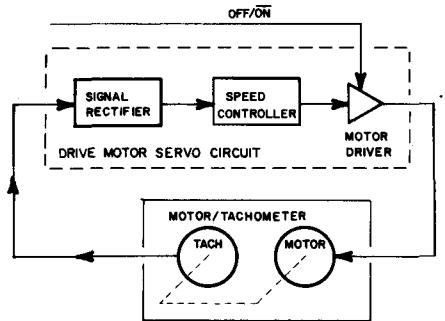 OFF/ON
SIGNAL
RECTIFIER
SPEED
CONTROLLER
MOTOR
DRIVER
DRIVE MOTOR SERVO CIRCUIT
MOTOR/TACHOMETER
TACH
MOTOR